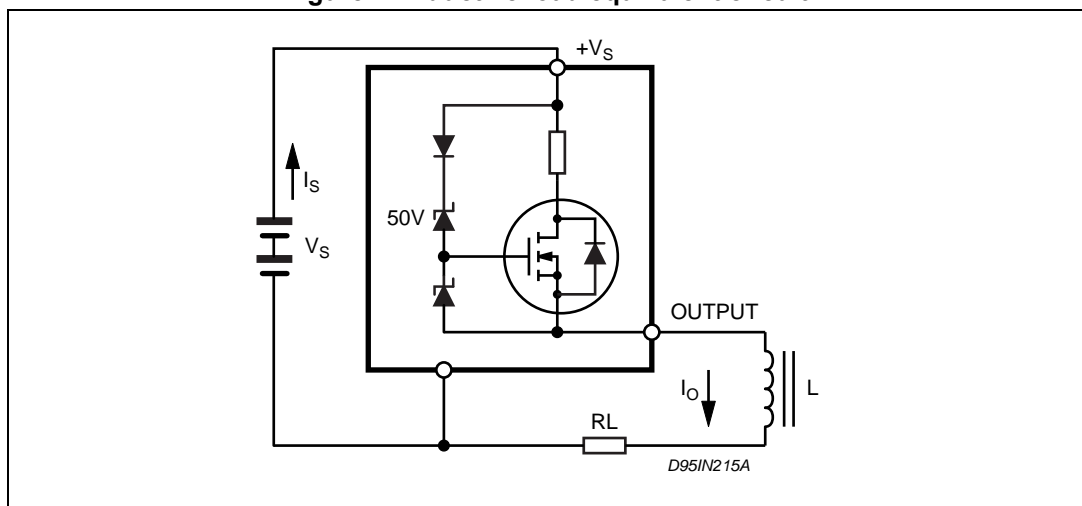 +VS
IS
50V
VS
OUTPUT
IO
L
RL
D95IN215A